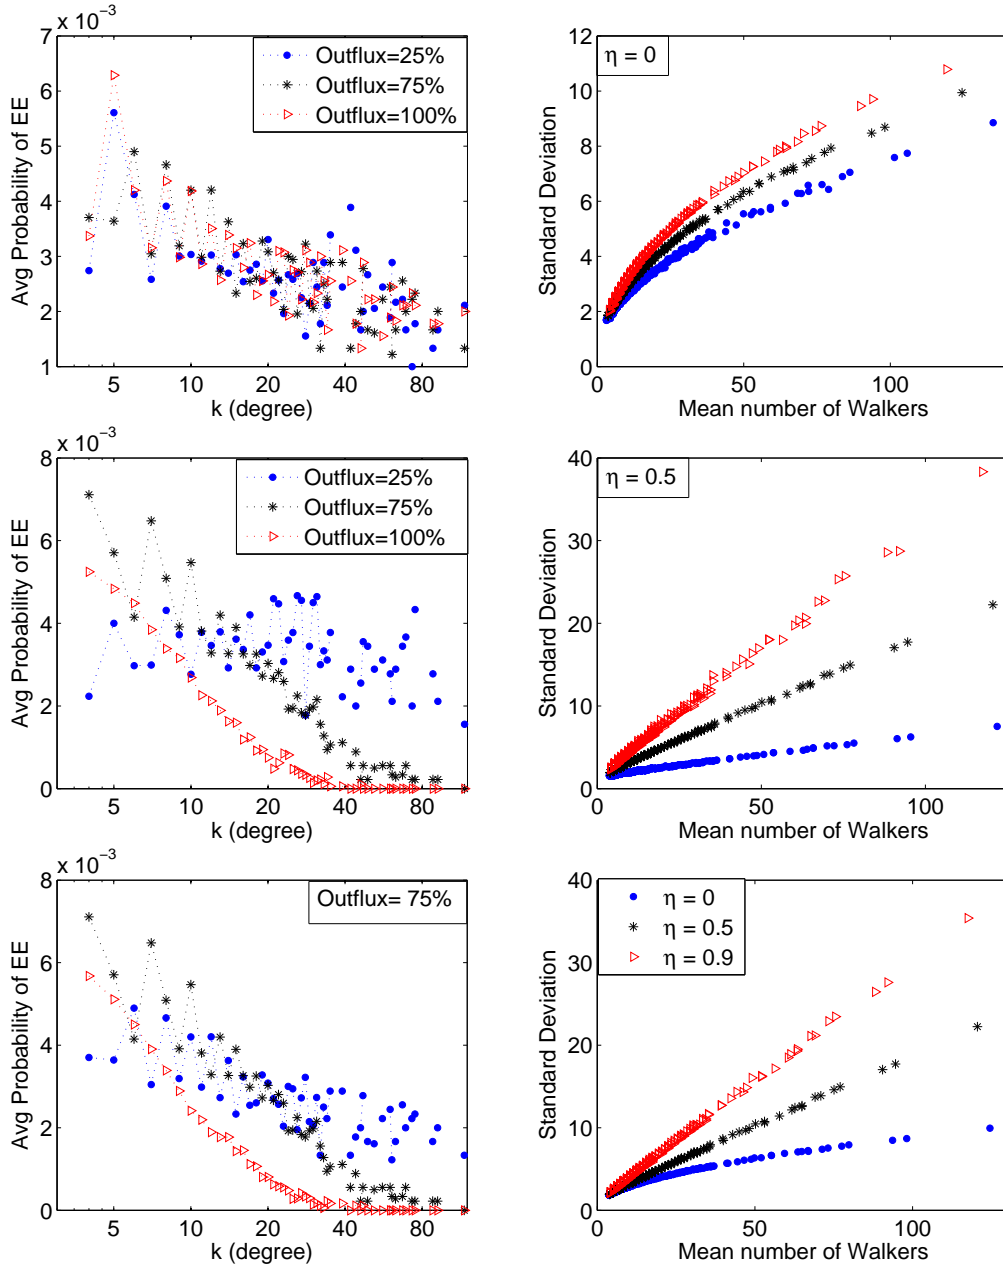 x 10^-3
7
6
5
4
3
2
1
5 10 20 40 80
k (degree)
Avg Probability of EE
Outflux=25%
Outflux=75%
Outflux=100%
12
10
8
6
4
2
0
0 50 100
Mean number of Walkers
Standard Deviation
η = 0
x 10^-3
8
6
4
2
0
5 10 20 40 80
k (degree)
Avg Probability of EE
Outflux=25%
Outflux=75%
Outflux=100%
40
30
20
10
0
0 50 100
Mean number of Walkers
Standard Deviation
η = 0.5
x 10^-3
8
6
4
2
0
5 10 20 40 80
k (degree)
Avg Probability of EE
Outflux= 75%
40
30
20
10
0
0 50 100
Mean number of Walkers
Standard Deviation
η = 0
η = 0.5
η = 0.9